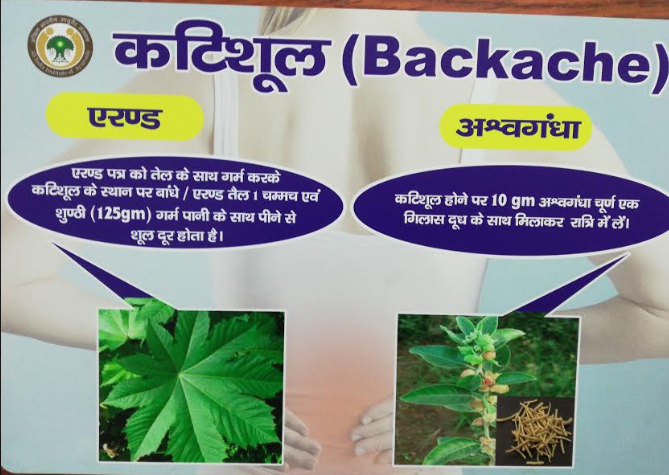 कटिशूल (Backache)
एरण्ड
अश्वगंधा
एरण्ड पत्र को तेल के साथ गर्म करके
कटिशूल के स्थान पर बांधे / एरण्ड तैल 1 चम्मच एवं
शुण्ठी (125gm) गर्म पानी के साथ पीने से
शूल दूर होता है।
कटिशूल होने पर 10 gm अश्वगंधा चूर्ण एक
गिलास दूध के साथ मिलाकर रात्रि में लें।